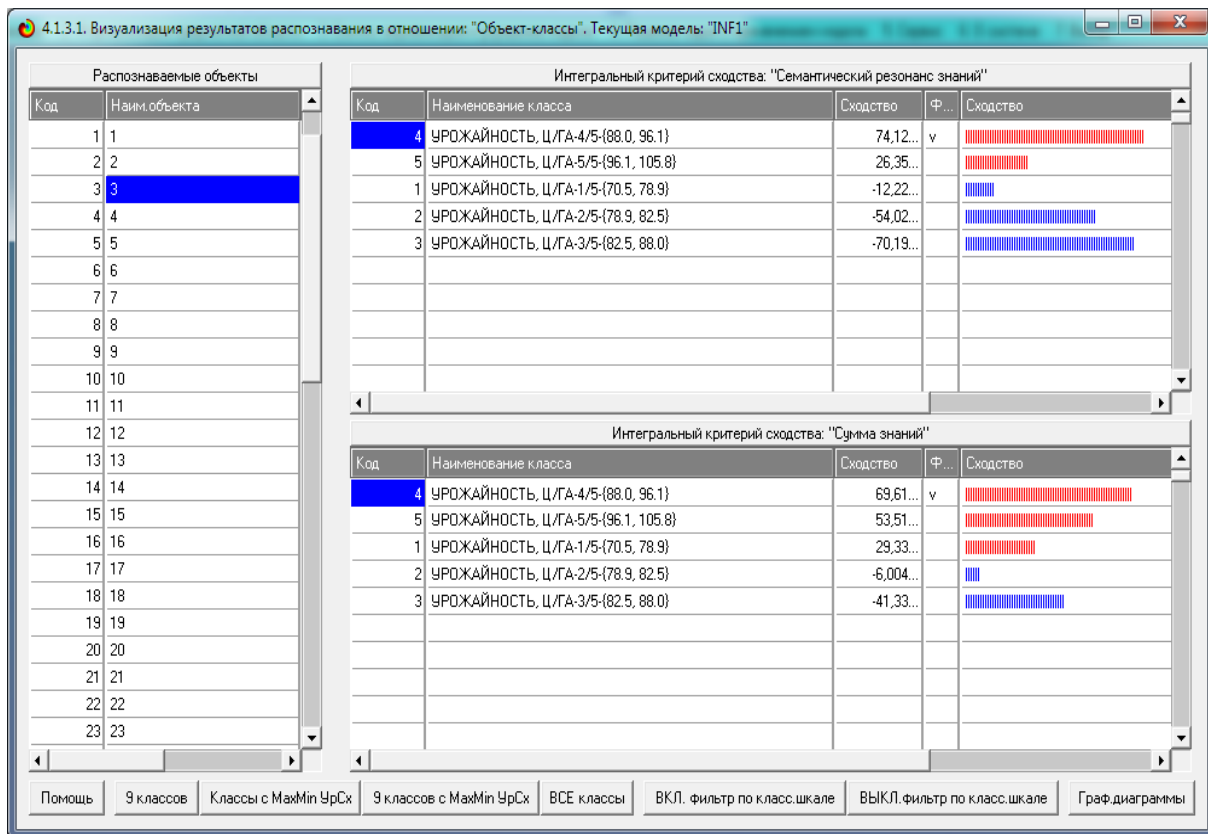 4.1.3.1. Визуализация результатов распознавания в отношении: "Объект-классы". Текущая модель: "INF1"
Распознаваемые объекты
Код Наим.объекта
1 1
2 2
3 3
4 4
5 5
6 6
7 7
8 8
9 9
10 10
11 11
12 12
13 13
14 14
15 15
16 16
17 17
18 18
19 19
20 20
21 21
22 22
23 23
Интегральный критерий сходства: "Семантический резонанс знаний"
Код Наименование класса Сходство Ф... Сходство
4 УРОЖАЙНОСТЬ, Ц/ГА-4/5-{88.0, 96.1} 74,12... v
5 УРОЖАЙНОСТЬ, Ц/ГА-5/5-{96.1, 105.8} 26,35...
1 УРОЖАЙНОСТЬ, Ц/ГА-1/5-{70.5, 78.9} -12,22...
2 УРОЖАЙНОСТЬ, Ц/ГА-2/5-{78.9, 82.5} -54,02...
3 УРОЖАЙНОСТЬ, Ц/ГА-3/5-{82.5, 88.0} -70,19...
Интегральный критерий сходства: "Сумма знаний"
Код Наименование класса Сходство Ф... Сходство
4 УРОЖАЙНОСТЬ, Ц/ГА-4/5-{88.0, 96.1} 69,61... v
5 УРОЖАЙНОСТЬ, Ц/ГА-5/5-{96.1, 105.8} 53,51...
1 УРОЖАЙНОСТЬ, Ц/ГА-1/5-{70.5, 78.9} 29,33...
2 УРОЖАЙНОСТЬ, Ц/ГА-2/5-{78.9, 82.5} -6,004...
3 УРОЖАЙНОСТЬ, Ц/ГА-3/5-{82.5, 88.0} -41,33...
Помощь 9 классов Классы с MaxMin УрСх 9 классов с MaxMin УрСх ВСЕ классы ВКЛ. фильтр по класс.шкале ВЫКЛ.фильтр по класс.шкале Граф.диаграммы